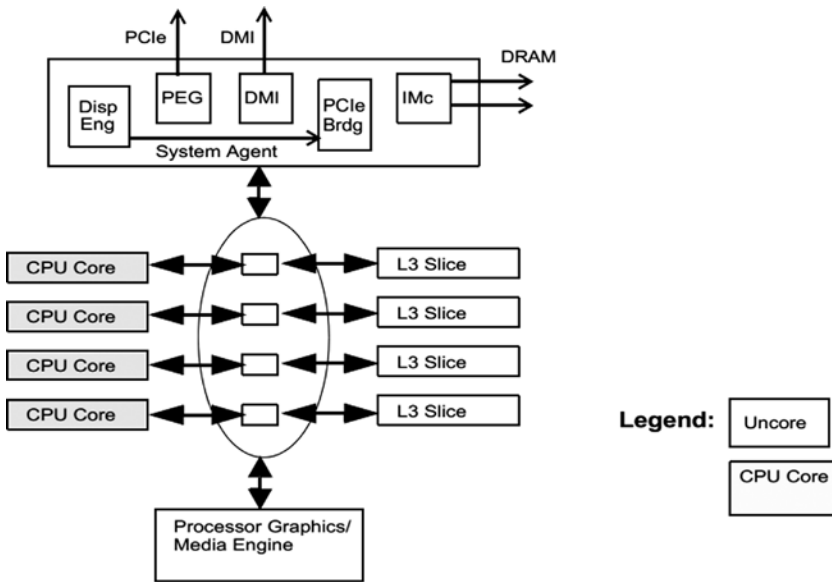 PCIe
DMI
DRAM
Disp
Eng
PEG
DMI
PCIe
Brdg
IMc
System Agent
CPU Core
L3 Slice
CPU Core
L3 Slice
CPU Core
L3 Slice
CPU Core
L3 Slice
Legend:
Uncore
CPU Core
Processor Graphics/
Media Engine